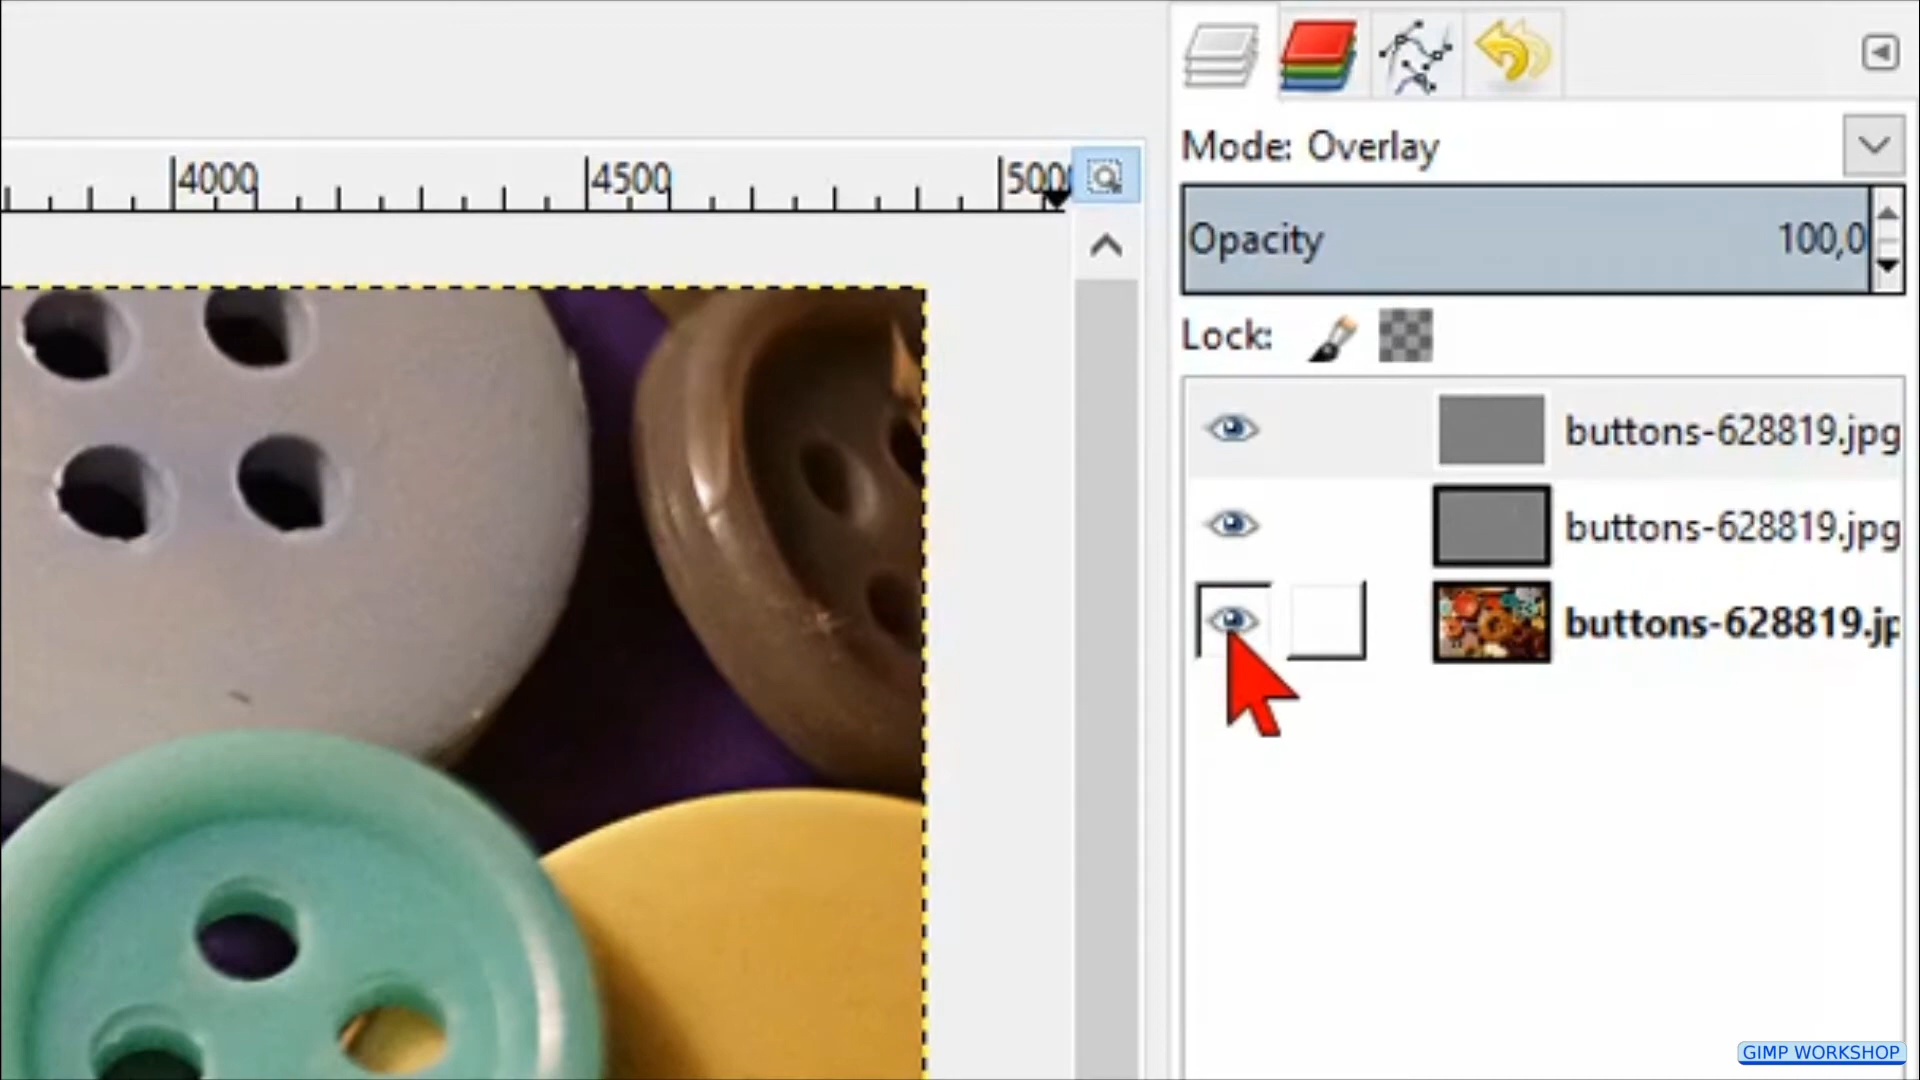 Mode: Overlay
4000
4500
500
Opacity 100,0
Lock:
buttons-628819.jpg
buttons-628819.jpg
buttons-628819.jp
GIMP WORKSHOP